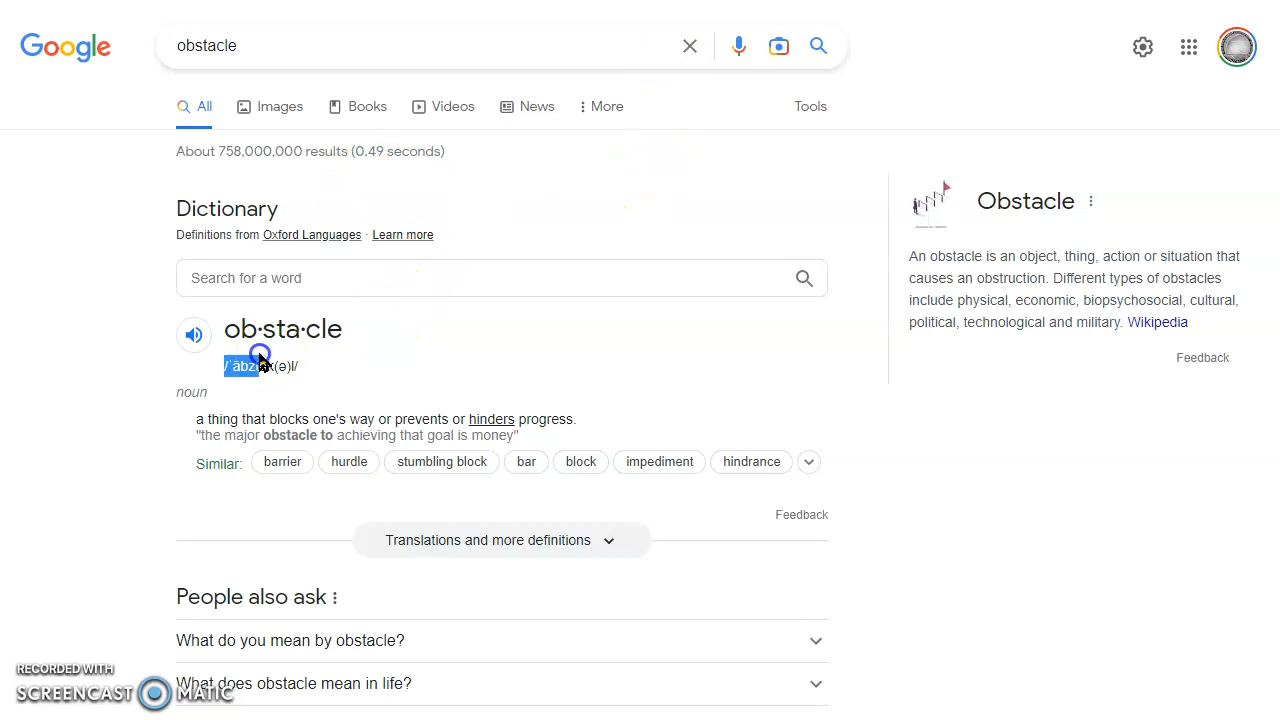 Google
obstacle
All
Images
Books
Videos
News
More
Tools
About 758,000,000 results (0.49 seconds)
Dictionary
Definitions from Oxford Languages · Learn more
Search for a word
ob·sta·cle
noun
a thing that blocks one's way or prevents or hinders progress.
"the major obstacle to achieving that goal is money"
Similar: barrier hurdle stumbling block bar block impediment hindrance
Feedback
Translations and more definitions
People also ask
What do you mean by obstacle?
What does obstacle mean in life?
Obstacle
An obstacle is an object, thing, action or situation that
causes an obstruction. Different types of obstacles
include physical, economic, biopsychosocial, cultural,
political, technological and military. Wikipedia
Feedback
RECORDED WITH
SCREENCAST MATIC